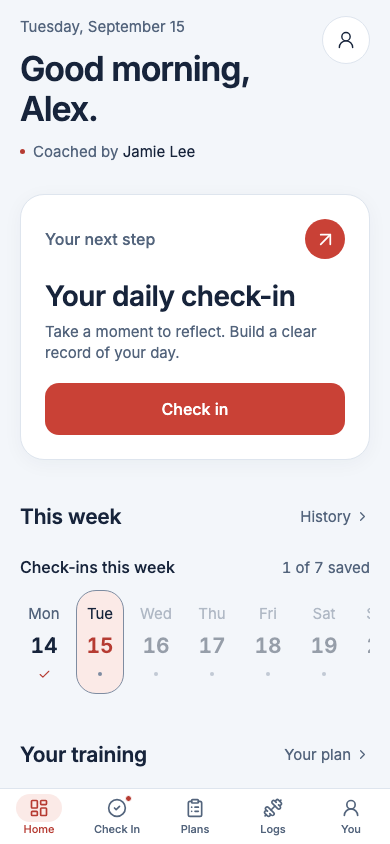 Tuesday, September 15
Good morning,
Alex.
Coached by Jamie Lee
Your next step
Your daily check-in
Take a moment to reflect. Build a clear
record of your day.
Check in
This week
History
Check-ins this week
1 of 7 saved
Mon Tue Wed Thu Fri Sat
14 15 16 17 18 19
Your training
Your plan
Home Check In Plans Logs You